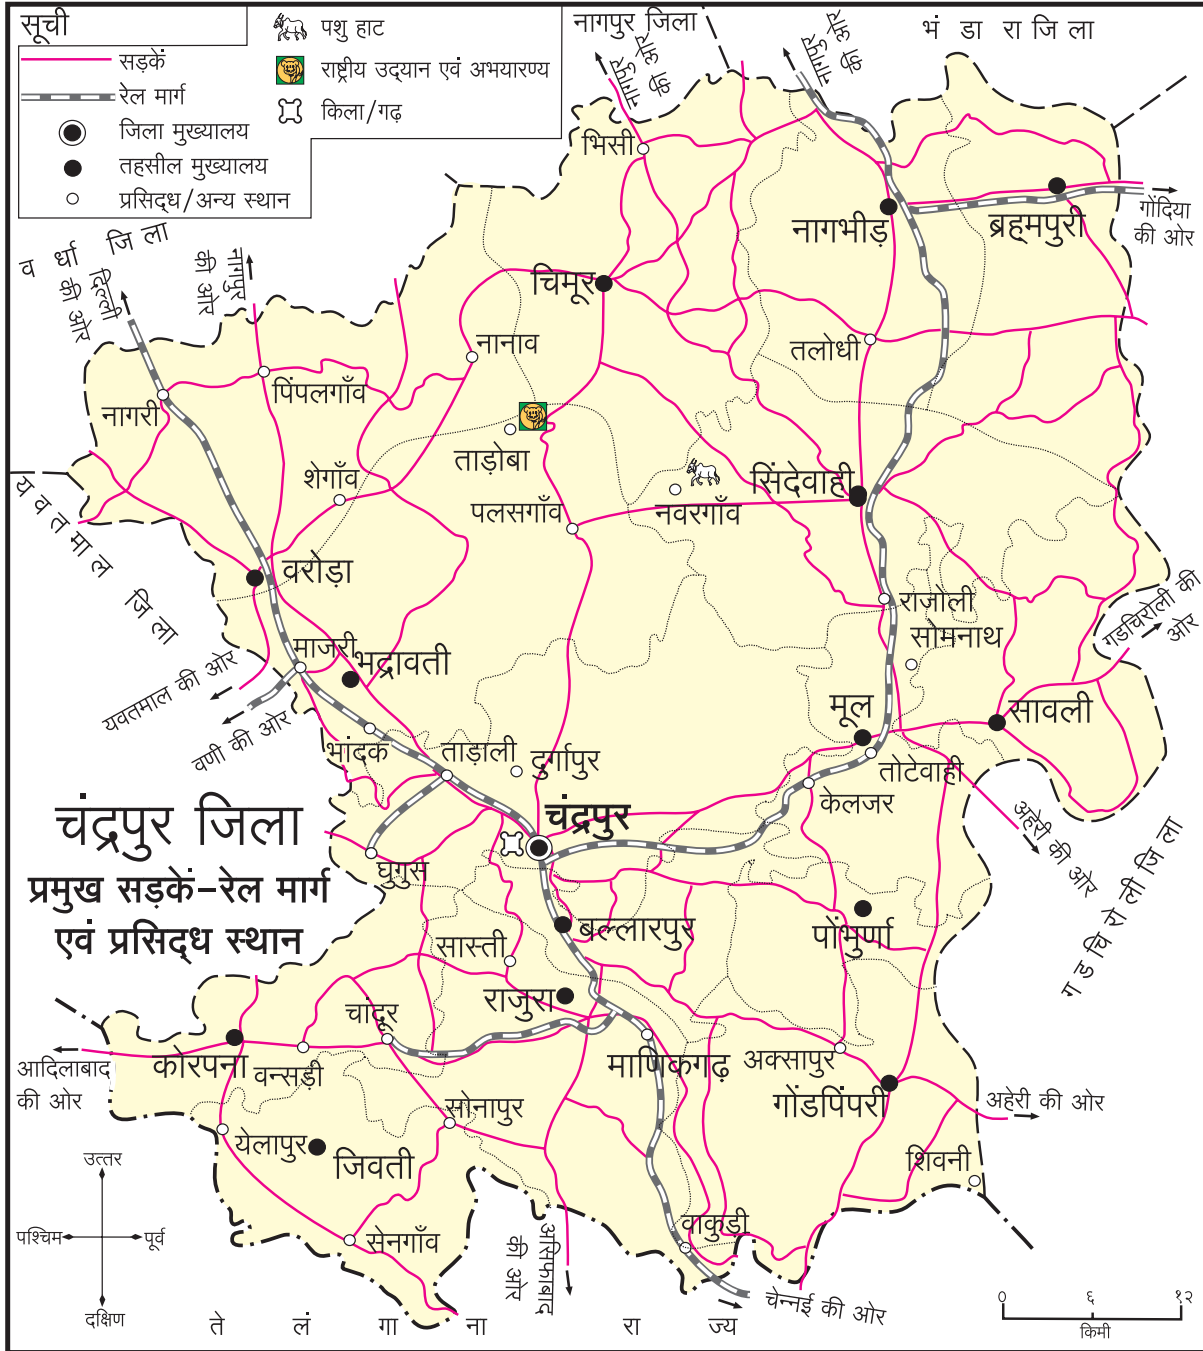 सूची
सड़कें
रेल मार्ग
जिला मुख्यालय
तहसील मुख्यालय
प्रसिद्ध/अन्य स्थान
पशु हाट
राष्ट्रीय उद्यान एवं अभयारण्य
किला/गढ़
नागपुर जिला
भंडारा जिला
नागपुर की ओर
नागपुर की ओर
भिसी
नागभीड़
ब्रह्मपुरी
गोंदिया
की ओर
वर्धा जिला
दिल्ली की ओर
नागपुर की ओर
चिमूर
नानाव
तलोधी
पिंपलगाँव
नागरी
ताड़ोबा
शेगाँव
पलसगाँव
नवरगाँव
सिंदेवाही
यवतमाल जिला
वरोड़ा
राजोली
सोमनाथ
गडचिरोली की ओर
माजरी
भद्रावती
यवतमाल की ओर
वणी की ओर
मूल
सावली
भांदक
ताड़ाली
दुर्गापुर
तोटेवाही
केलजर
चंद्रपुर जिला
प्रमुख सड़कें–रेल मार्ग
एवं प्रसिद्ध स्थान
चंद्रपुर
घुगुस
अहेरी की ओर
गडचिरोली जिला
बल्लारपुर
पोंभुर्णा
सास्ती
राजुरा
चांदूर
कोरपना
वन्सड़ी
माणिकगढ़
अक्सापुर
गोंडपिंपरी
आदिलाबाद
की ओर
सोनापुर
अहेरी की ओर
येलापुर
जिवती
शिवनी
सेनगाँव
वाकुडी
आसिफाबाद
की ओर
चेन्नई की ओर
उत्तर
पश्चिम
पूर्व
दक्षिण
तेलंगाना राज्य
० ६ १२
किमी